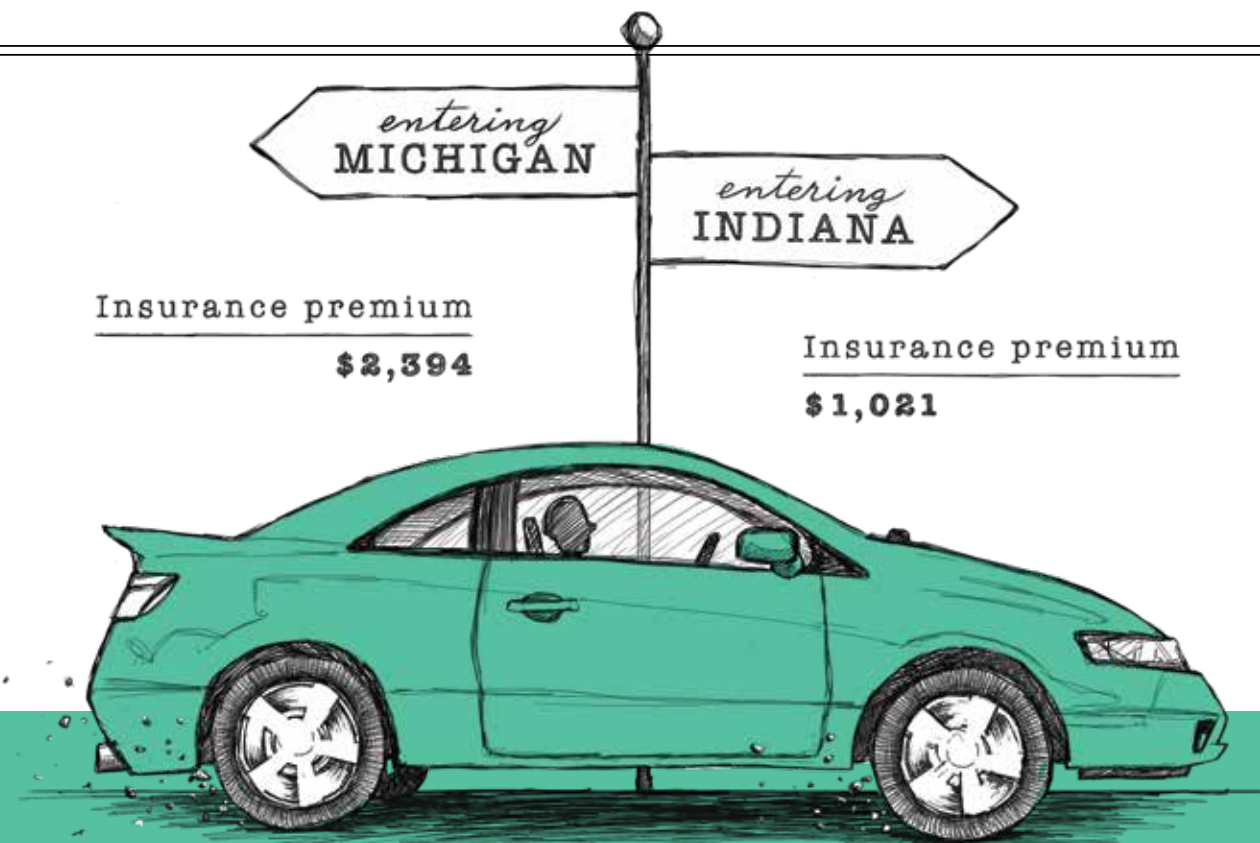 entering
MICHIGAN
entering
INDIANA
Insurance premium
$2,394
Insurance premium
$1,021